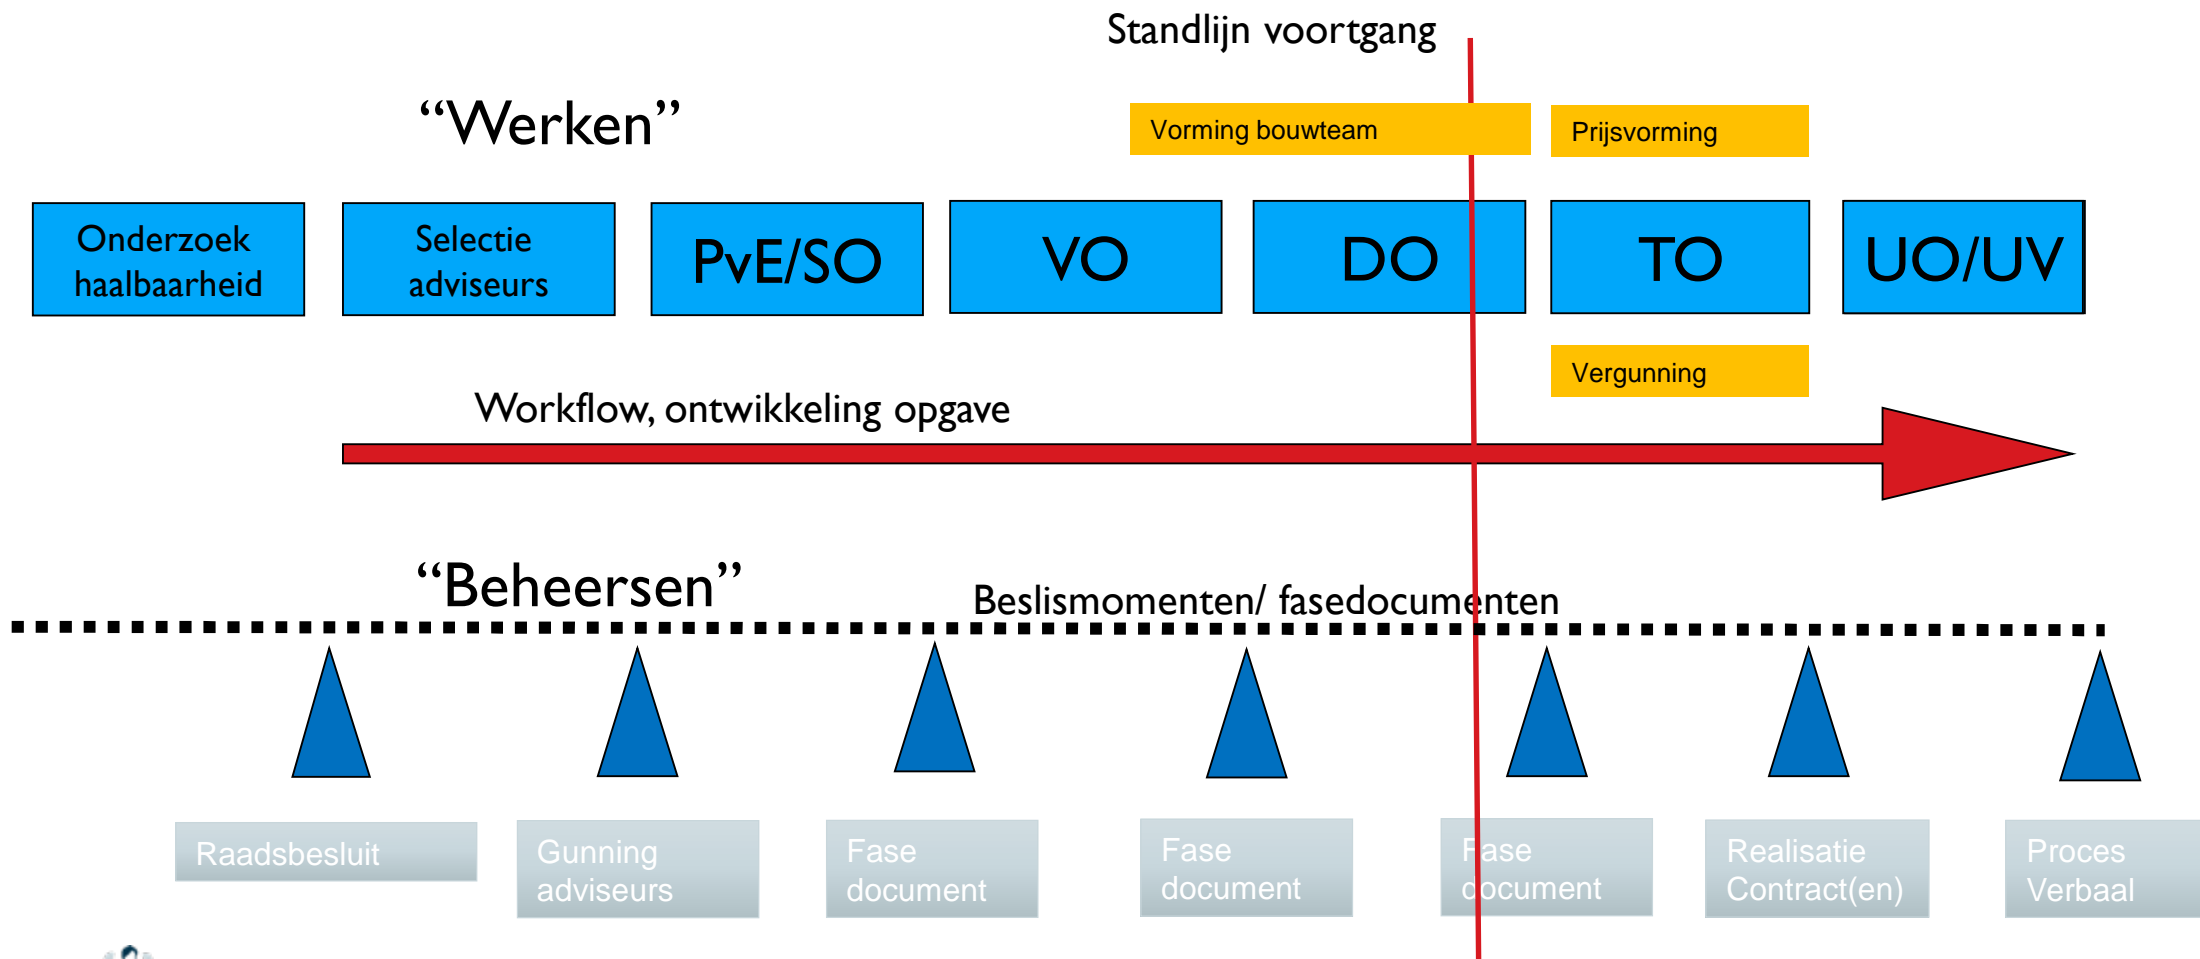 Standlijn voortgang
“Werken”
Vorming bouwteam
Prijsvorming
Onderzoek
haalbaarheid
Selectie
adviseurs
PvE/SO
VO
DO
TO
UO/UV
Vergunning
Workflow, ontwikkeling opgave
“Beheersen”
Beslismomenten/ fasedocumenten
Raadsbesluit
Gunning
adviseurs
Fase
document
Fase
document
Fase
document
Realisatie
Contract(en)
Proces
Verbaal